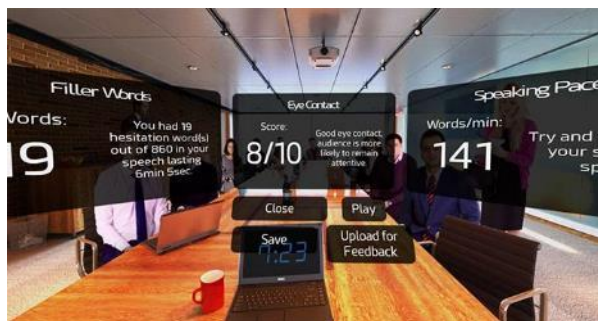 Filler Words
Words:
19
You had 19
hesitation word(s)
out of 860 in your
speech lasting
6min 5sec.
Eye Contact
Score:
8/10
Good eye contact,
audience is more
likely to remain
attentive
Speaking Pace
Words/min:
141
Try and
your s
sp
Close
Play
Save
Upload for
Feedback
7:23